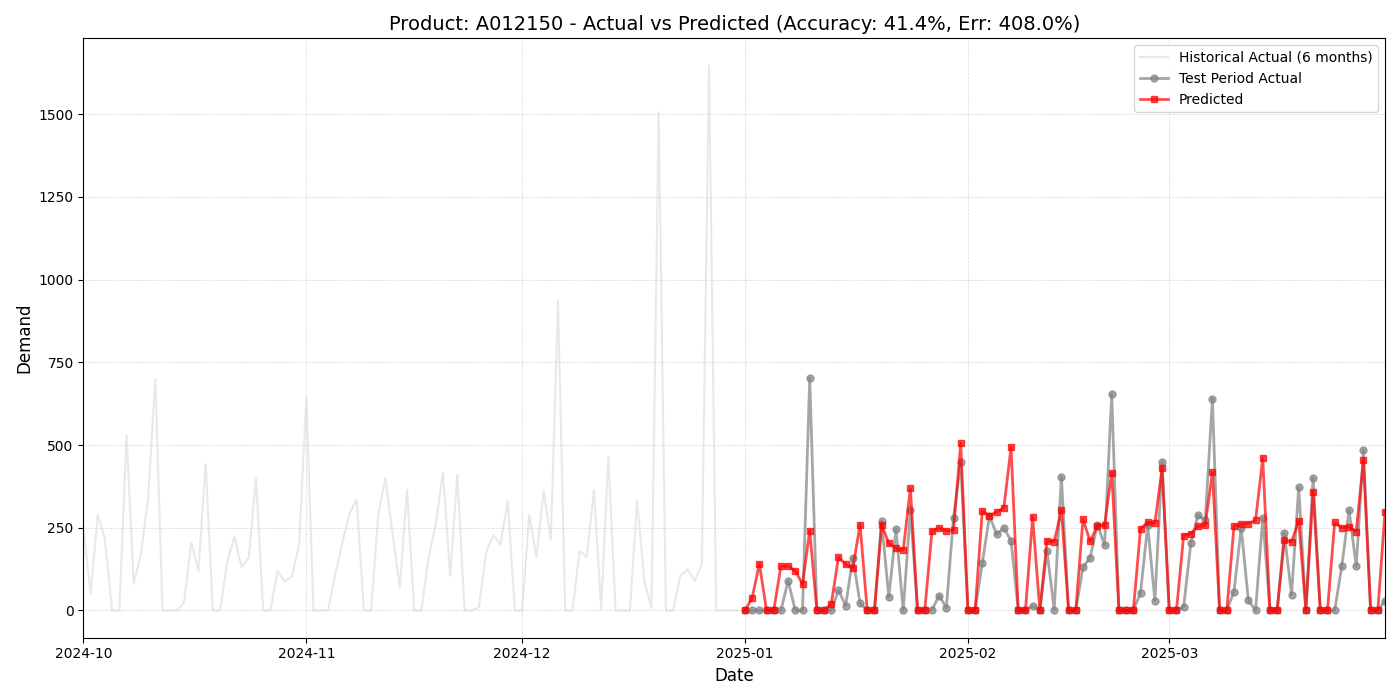 Product: A012150 - Actual vs Predicted (Accuracy: 41.4%, Err: 408.0%)
Historical Actual (6 months)
Test Period Actual
Predicted
Demand
1500
1250
1000
750
500
250
0
2024-10
2024-11
2024-12
2025-01
2025-02
2025-03
Date